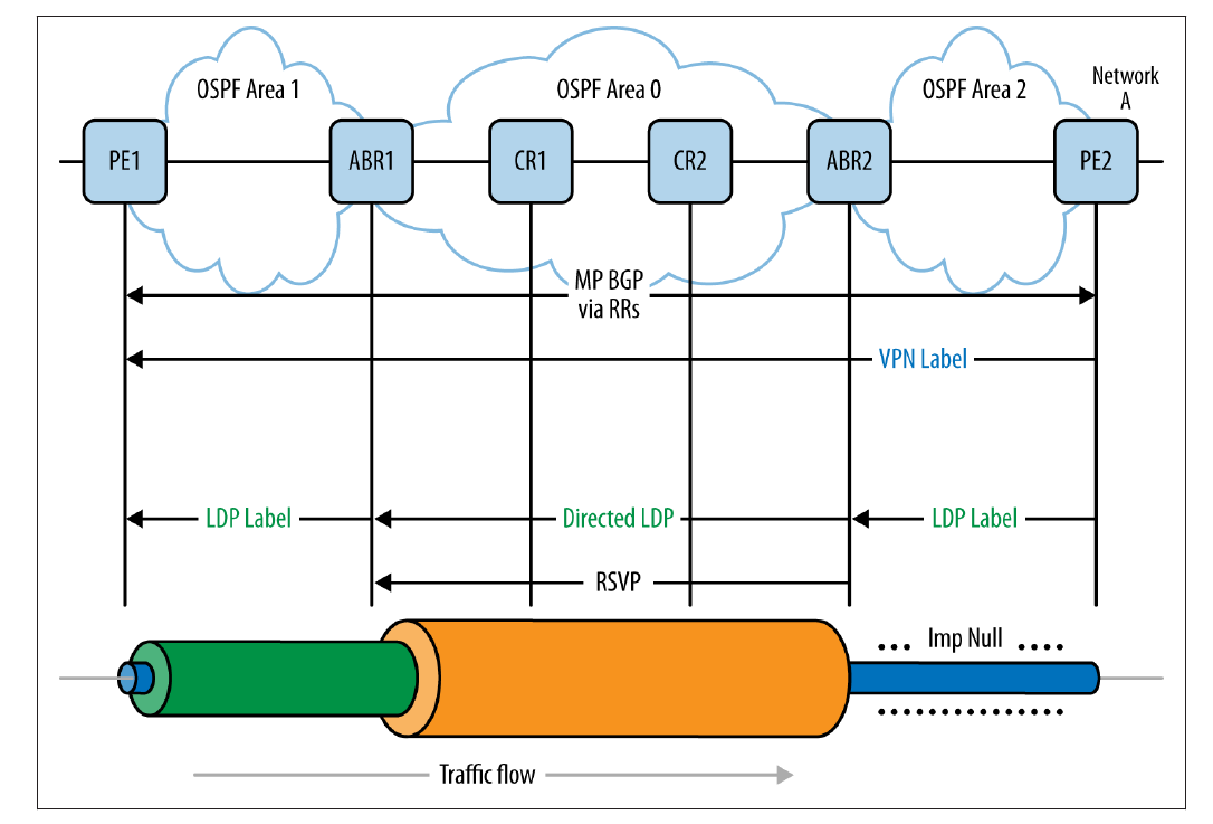 OSPF Area 1
OSPF Area 0
OSPF Area 2
Network
A
PE1
ABR1
CR1
CR2
ABR2
PE2
MP BGP
via RRs
VPN Label
LDP Label
Directed LDP
LDP Label
RSVP
Imp Null
Traffic flow